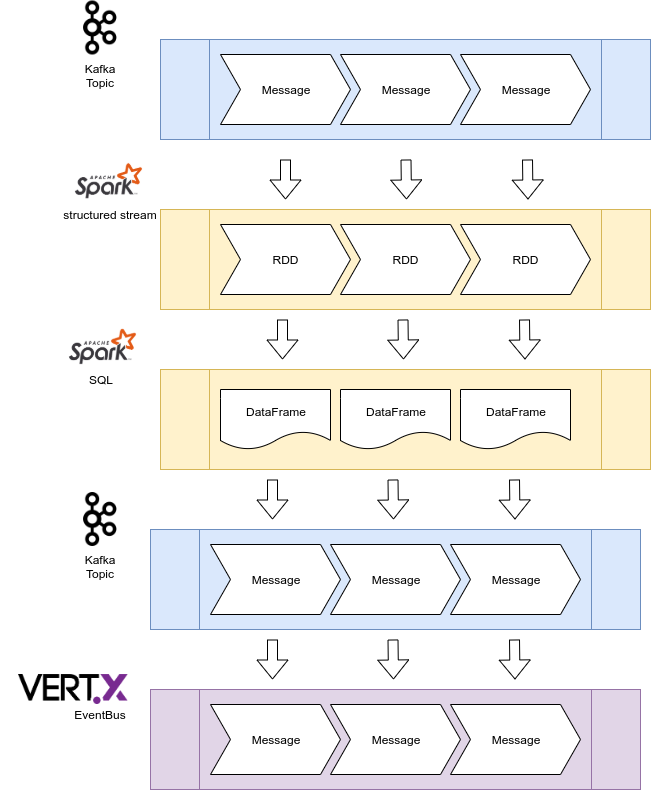 Kafka
Topic
Message Message Message
APACHE
Spark
structured stream
RDD RDD RDD
APACHE
Spark
SQL
DataFrame DataFrame DataFrame
Kafka
Topic
Message Message Message
VERT.X
EventBus
Message Message Message